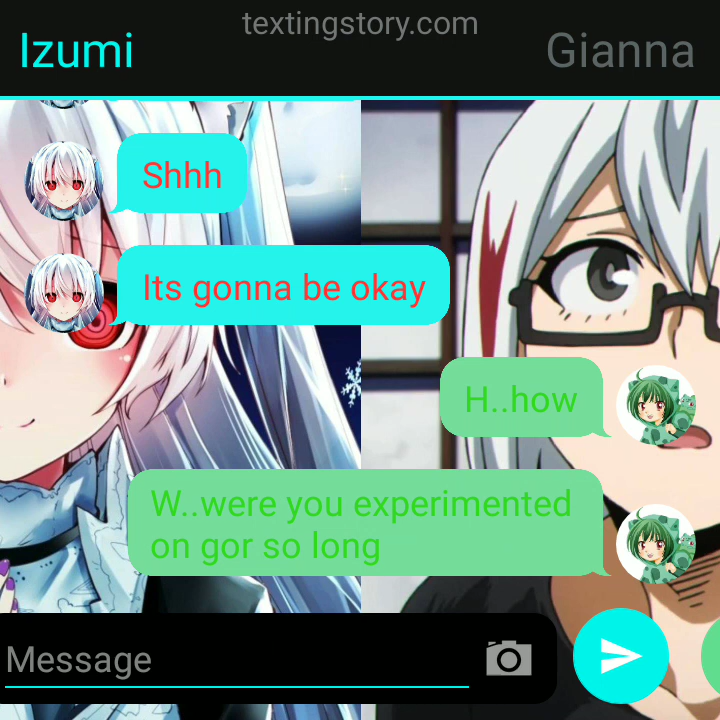 textingstory.com
Izumi
Gianna
Shhh
Its gonna be okay
H..how
W..were you experimented
on gor so long
Message